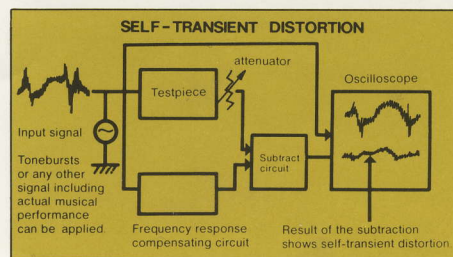 SELF-TRANSIENT DISTORTION
attenuator
Oscilloscope
Testpiece
Input signal
Subtract
circuit
Tonebursts
or any other
signal including
actual musical
performance
can be applied.
Frequency response
compensating circuit
Result of the subtraction
shows self-transient distortion.